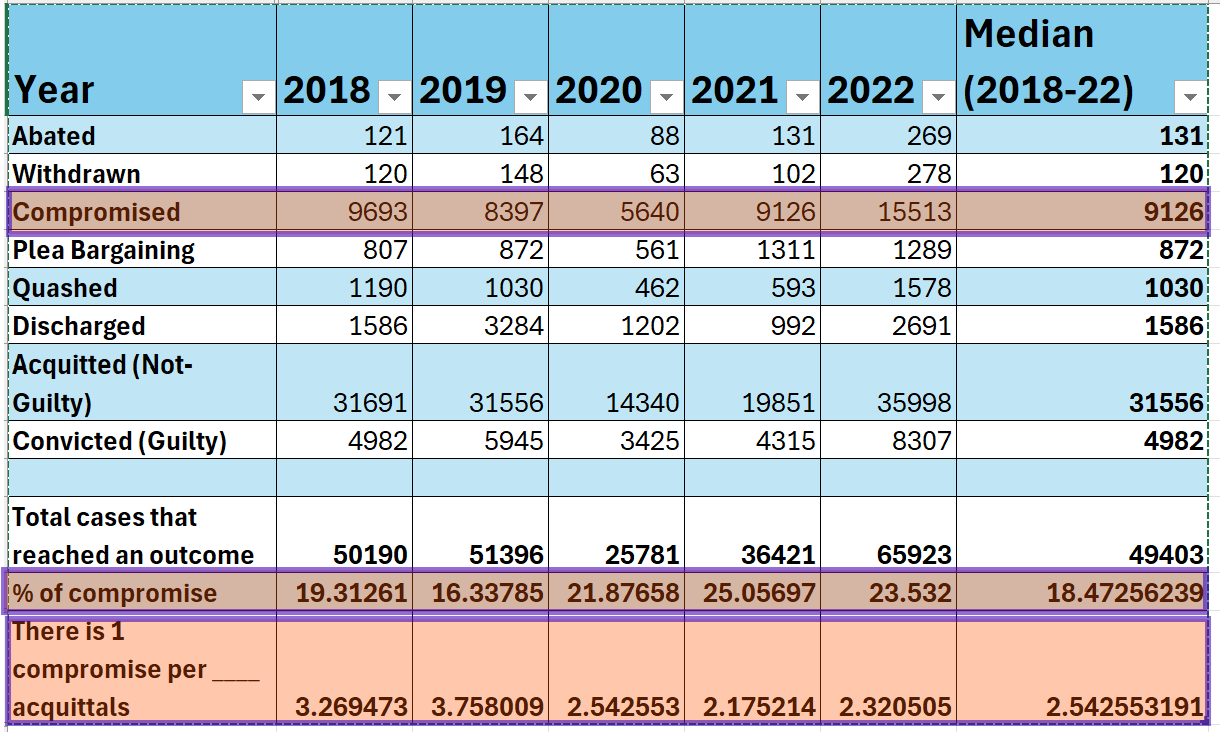 Year 2018 2019 2020 2021 2022 Median (2018-22)
Abated 121 164 88 131 269 131
Withdrawn 120 148 63 102 278 120
Compromised 9693 8397 5640 9126 15513 9126
Plea Bargaining 807 872 561 1311 1289 872
Quashed 1190 1030 462 593 1578 1030
Discharged 1586 3284 1202 992 2691 1586
Acquitted (Not-
Guilty) 31691 31556 14340 19851 35998 31556
Convicted (Guilty) 4982 5945 3425 4315 8307 4982
Total cases that
reached an outcome 50190 51396 25781 36421 65923 49403
% of compromise 19.31261 16.33785 21.87658 25.05697 23.532 18.47256239
There is 1
compromise per ____
acquittals 3.269473 3.758009 2.542553 2.175214 2.320505 2.542553191